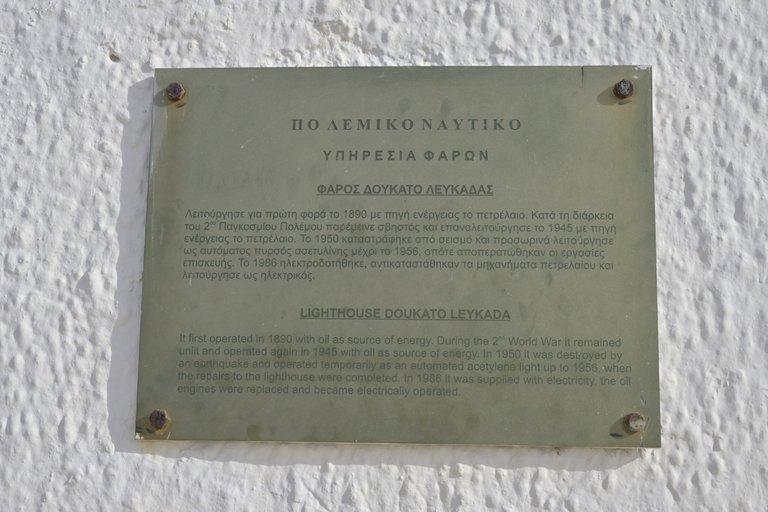 ΠΟ ΛΕΜΙΚΟ ΝΑΥΤΙΚΟ
ΥΠΗΡΕΣΙΑ ΦΑΡΩΝ
ΦΑΡΟΣ ΔΟΥΚΑΤΟ ΛΕΥΚΑΔΑΣ
Λειτούργησε για πρώτη φορά το 1890 με πηγή ενέργειας το πετρέλαιο. Κατά τη διάρκεια
του 2ου Παγκοσμίου Πολέμου παρέμεινε σβηστός και επαναλειτούργησε το 1945 με πηγή
ενέργειας το πετρέλαιο. Το 1950 καταστράφηκε από σεισμό και προσωρινά λειτούργησε
ως αυτόματος πυρσός ασετυλίνης μέχρι το 1956, οπότε αποπερατώθηκαν οι εργασίες
επισκευής. Το 1986 ηλεκτροδοτήθηκε, αντικαταστάθηκαν τα μηχανήματα πετρελαίου και
λειτούργησε ως ηλεκτρικός.
LIGHTHOUSE DOUKATO LEYKADA
It first operated in 1890 with oil as source of energy. During the 2nd World War it remained
unlit and operated again in 1945 with oil as source of energy. In 1950 it was destroyed by
an earthquake and operated temporarily as an automated acetylene light up to 1956, when
the repairs to the lighthouse were completed. In 1986 it was supplied with electricity, the oil
engines were replaced and became electrically operated.